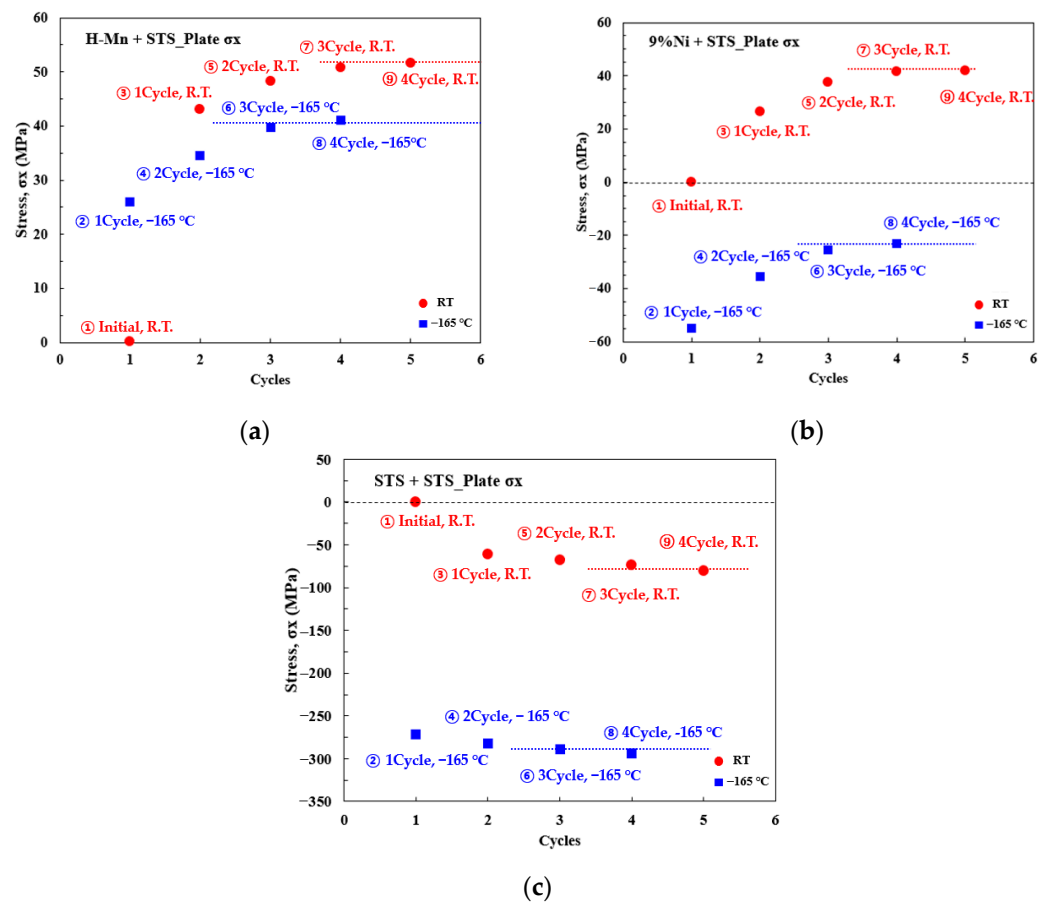 H-Mn + STS_Plate σx
Stress, σx (MPa)
60
50
40
30
20
10
0
⑦ 3Cycle, R.T.
⑤ 2Cycle, R.T.
⑨ 4Cycle, R.T.
③ 1Cycle, R.T.
⑥ 3Cycle, −165 ℃
⑧ 4Cycle, −165℃
④ 2Cycle, −165 ℃
② 1Cycle, −165 ℃
① Initial, R.T.
RT
−165 ℃
0 1 2 3 4 5 6
Cycles
(a)
9%Ni + STS_Plate σx
Stress, σx (MPa)
60
40
20
0
−20
−40
−60
⑦ 3Cycle, R.T.
⑤ 2Cycle, R.T.
⑨ 4Cycle, R.T.
③ 1Cycle, R.T.
① Initial, R.T.
⑧ 4Cycle, −165 ℃
④ 2Cycle, −165 ℃
⑥ 3Cycle, −165 ℃
② 1Cycle, −165 ℃
RT
−165 ℃
0 1 2 3 4 5 6
Cycles
(b)
STS + STS_Plate σx
Stress, σx (MPa)
50
0
−50
−100
−150
−200
−250
−300
−350
① Initial, R.T.
⑤ 2Cycle, R.T.
⑨ 4Cycle, R.T.
③ 1Cycle, R.T.
⑦ 3Cycle, R.T.
④ 2Cycle, − 165 ℃
⑧ 4Cycle, -165 ℃
② 1Cycle, −165 ℃
⑥ 3Cycle, −165 ℃
RT
−165 ℃
0 1 2 3 4 5 6
Cycles
(c)